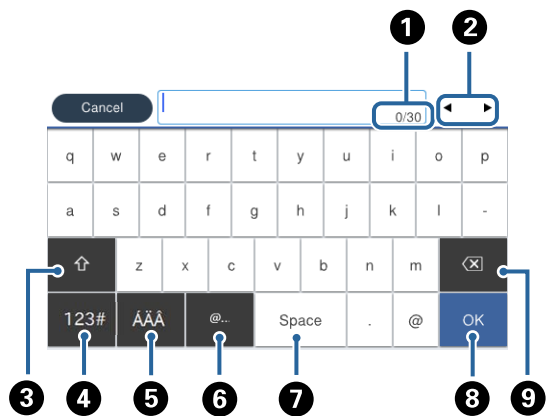 1 2
Cancel 0/30 ◀ ▶
q w e r t y u i o p
a s d f g h j k l -
z x c v b n m
123# ÁÄÂ @... Space . @ OK
3 4 5 6 7 8 9